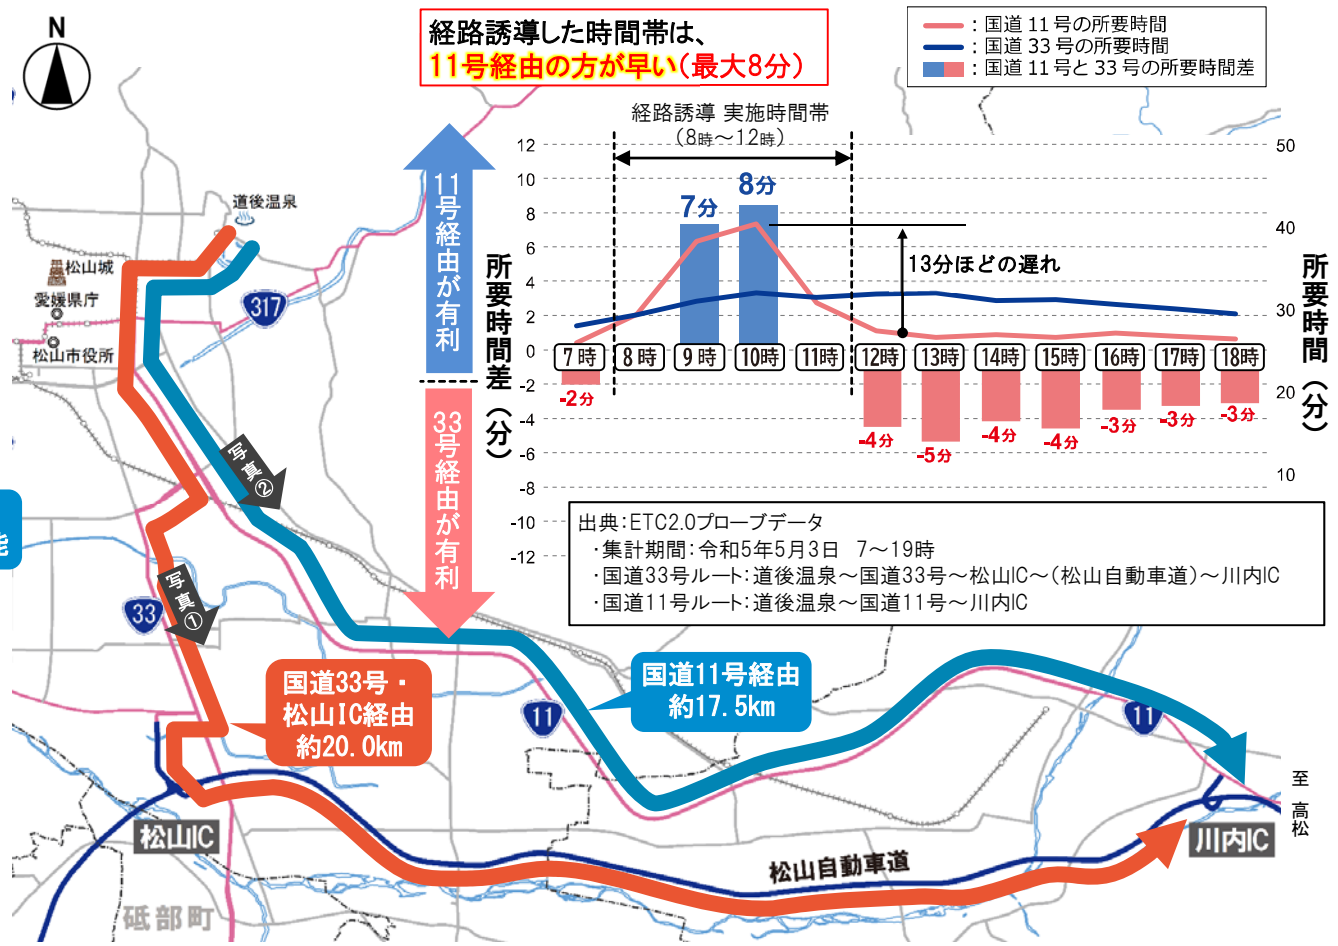 N
経路誘導した時間帯は、
11号経由の方が早い(最大8分)
：国道 11 号の所要時間
：国道 33 号の所要時間
：国道 11 号と 33 号の所要時間差
経路誘導 実施時間帯
(8時～12時)
11号経由が有利
33号経由が有利
所要時間差(分)
12
10
8
6
4
2
0
-2
-4
-6
-8
-10
-12
7分
8分
13分ほどの遅れ
7時
8時
9時
10時
11時
12時
13時
14時
15時
16時
17時
18時
-2分
-4分
-5分
-4分
-4分
-3分
-3分
-3分
50
40
30
20
10
所要時間(分)
出典：ETC2.0プローブデータ
・集計期間：令和5年5月3日 7～19時
・国道33号ルート：道後温泉～国道33号～松山IC～(松山自動車道)～川内IC
・国道11号ルート：道後温泉～国道11号～川内IC
道後温泉
松山城
愛媛県庁
松山市役所
317
写真②
写真①
33
能
国道33号・
松山IC経由
約20.0km
国道11号経由
約17.5km
11
11
至 高松
松山IC
川内IC
松山自動車道
砥部町